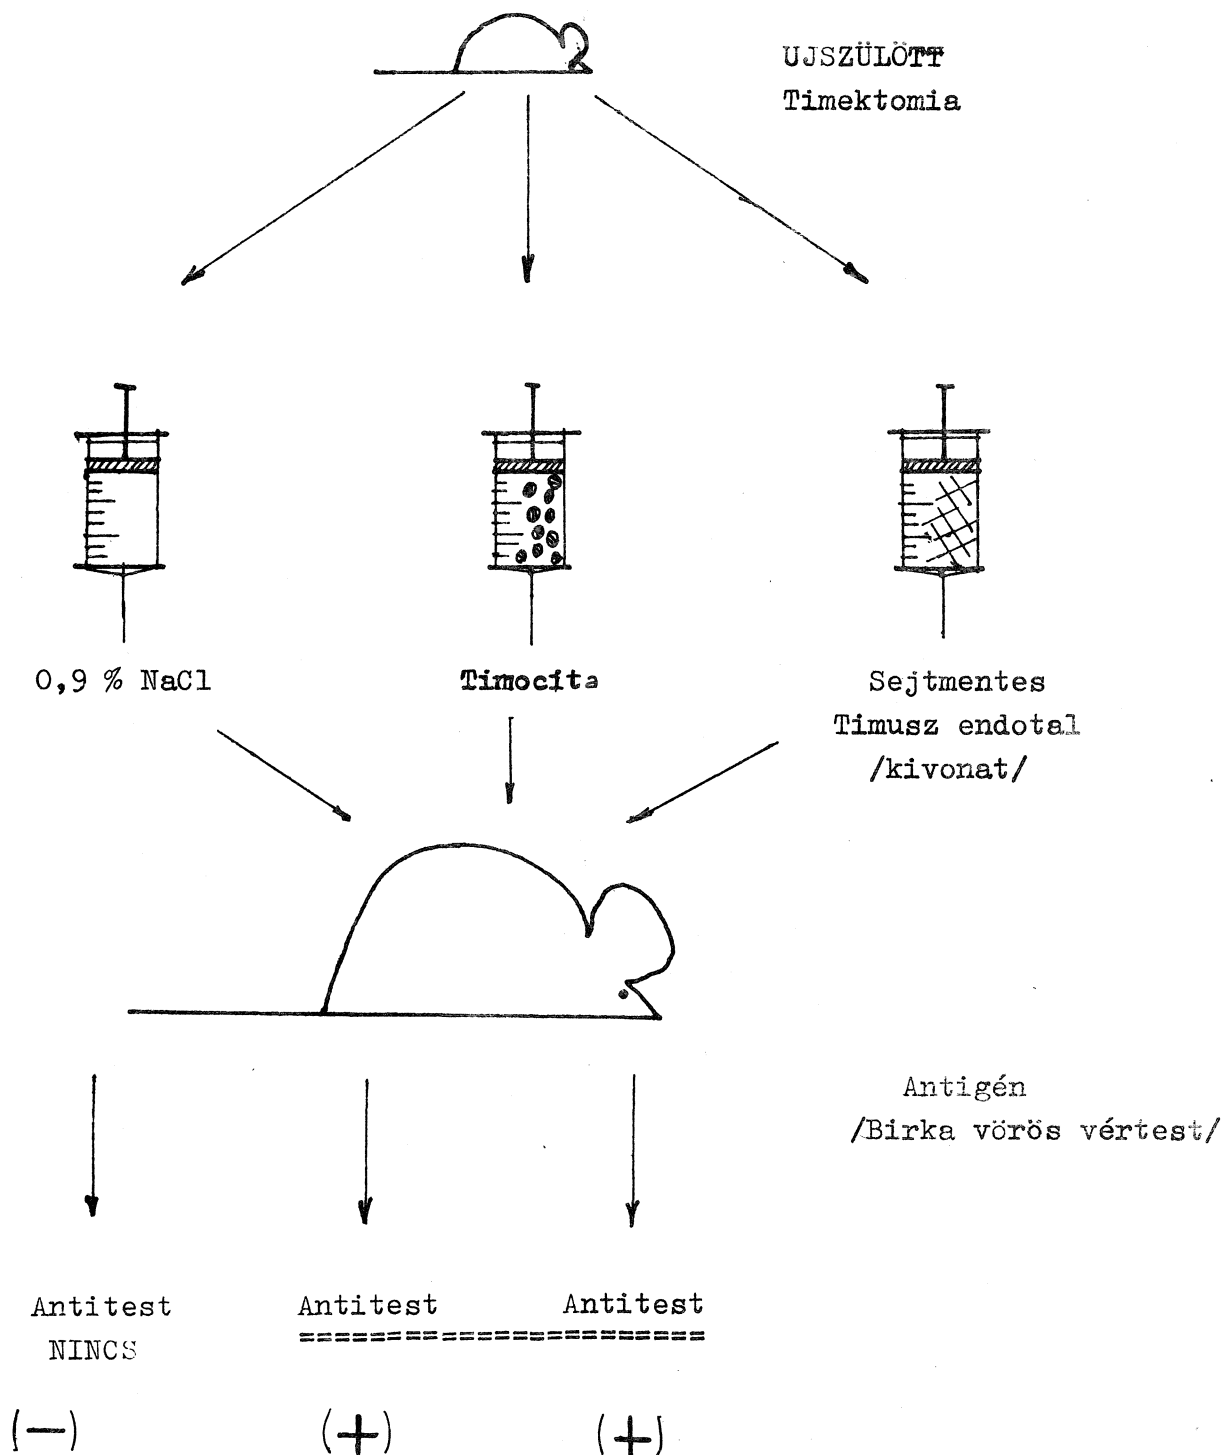 UJSZÜLÖTT
Timektomia
0,9 % NaCl
Timocita
Sejtmentes
Timusz endotal
/kivonat/
Antigén
/Birka vörös vértest/
Antitest
NINCS
Antitest
Antitest
(—)
(+)
(+)